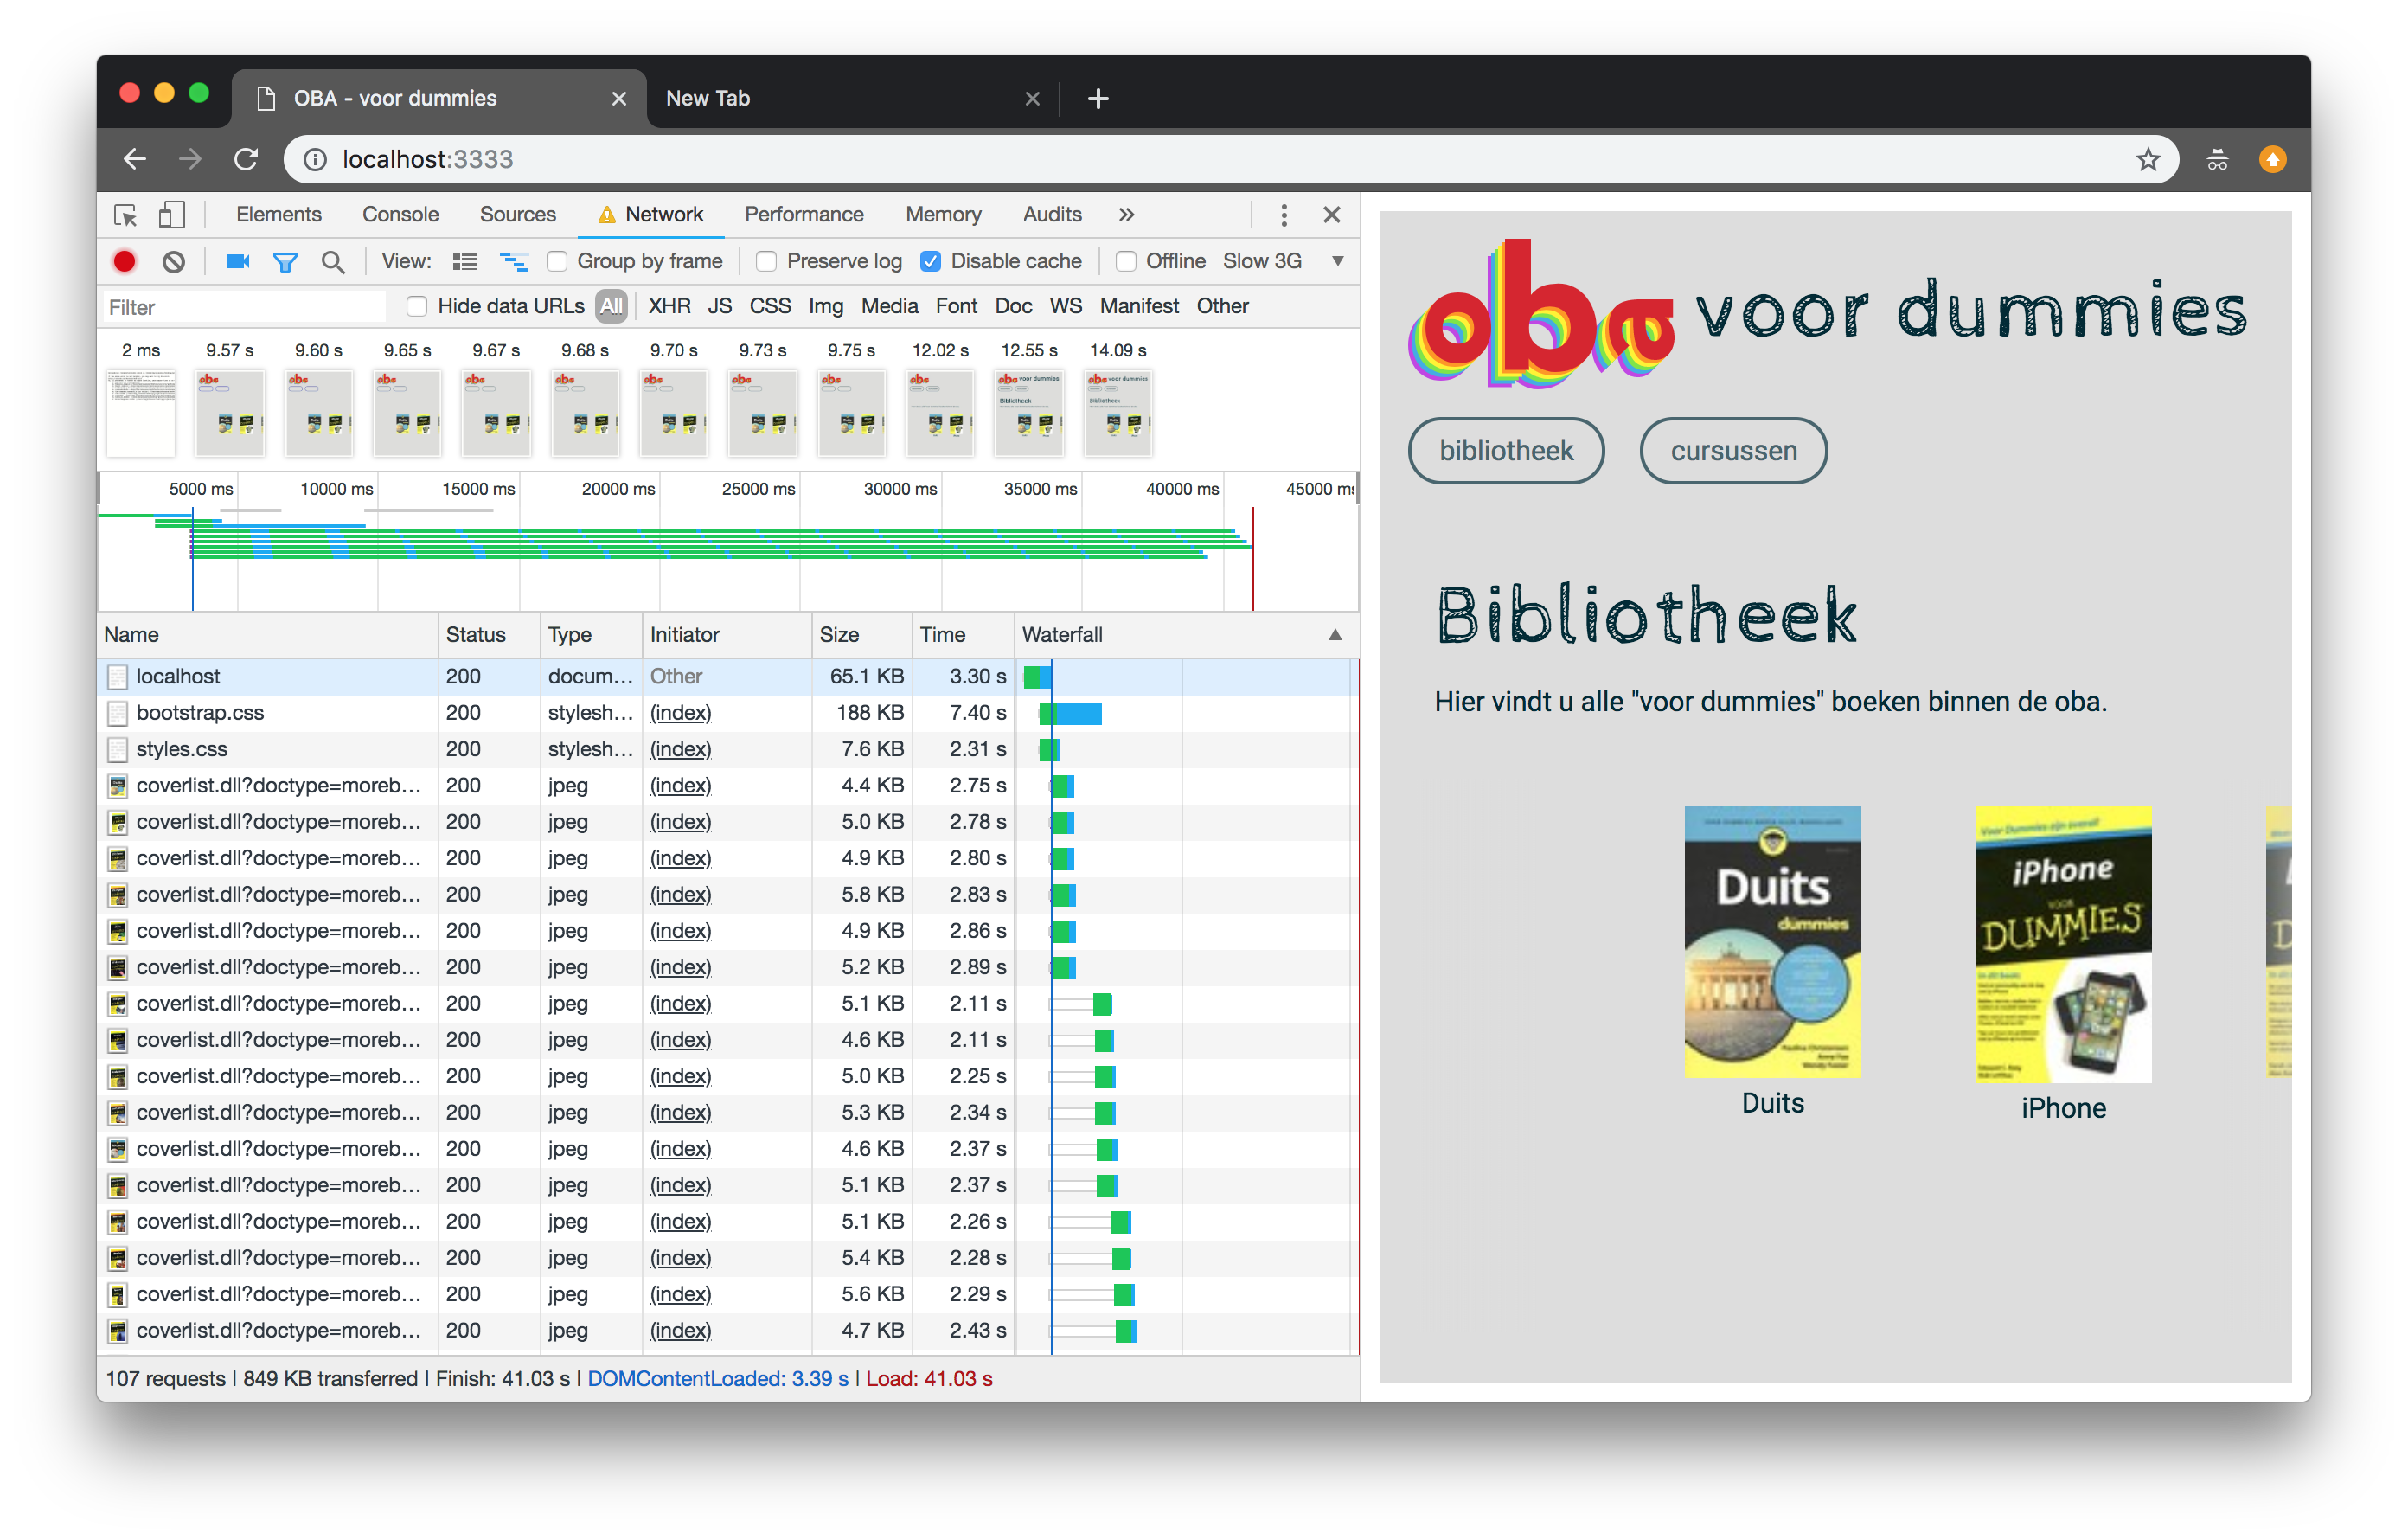 OBA - voor dummies
New Tab
localhost:3333
Elements Console Sources Network Performance Memory Audits »
View: Group by frame Preserve log Disable cache Offline Slow 3G
Filter Hide data URLs All XHR JS CSS Img Media Font Doc WS Manifest Other
2 ms 9.57 s 9.60 s 9.65 s 9.67 s 9.68 s 9.70 s 9.73 s 9.75 s 12.02 s 12.55 s 14.09 s
5000 ms 10000 ms 15000 ms 20000 ms 25000 ms 30000 ms 35000 ms 40000 ms 45000 ms
Name Status Type Initiator Size Time Waterfall
localhost 200 docum... Other 65.1 KB 3.30 s
bootstrap.css 200 stylesh... (index) 188 KB 7.40 s
styles.css 200 stylesh... (index) 7.6 KB 2.31 s
coverlist.dll?doctype=moreb... 200 jpeg (index) 4.4 KB 2.75 s
coverlist.dll?doctype=moreb... 200 jpeg (index) 5.0 KB 2.78 s
coverlist.dll?doctype=moreb... 200 jpeg (index) 4.9 KB 2.80 s
coverlist.dll?doctype=moreb... 200 jpeg (index) 5.8 KB 2.83 s
coverlist.dll?doctype=moreb... 200 jpeg (index) 4.9 KB 2.86 s
coverlist.dll?doctype=moreb... 200 jpeg (index) 5.2 KB 2.89 s
coverlist.dll?doctype=moreb... 200 jpeg (index) 5.1 KB 2.11 s
coverlist.dll?doctype=moreb... 200 jpeg (index) 4.6 KB 2.11 s
coverlist.dll?doctype=moreb... 200 jpeg (index) 5.0 KB 2.25 s
coverlist.dll?doctype=moreb... 200 jpeg (index) 5.3 KB 2.34 s
coverlist.dll?doctype=moreb... 200 jpeg (index) 4.6 KB 2.37 s
coverlist.dll?doctype=moreb... 200 jpeg (index) 5.1 KB 2.37 s
coverlist.dll?doctype=moreb... 200 jpeg (index) 5.1 KB 2.26 s
coverlist.dll?doctype=moreb... 200 jpeg (index) 5.4 KB 2.28 s
coverlist.dll?doctype=moreb... 200 jpeg (index) 5.6 KB 2.29 s
coverlist.dll?doctype=moreb... 200 jpeg (index) 4.7 KB 2.43 s
107 requests | 849 KB transferred | Finish: 41.03 s | DOMContentLoaded: 3.39 s | Load: 41.03 s
oba voor dummies
bibliotheek cursussen
Bibliotheek
Hier vindt u alle "voor dummies" boeken binnen de oba.
Duits
dummies
Voor Dummies zijn overal!
iPhone
VOOR
DUMMIES
Duits
iPhone